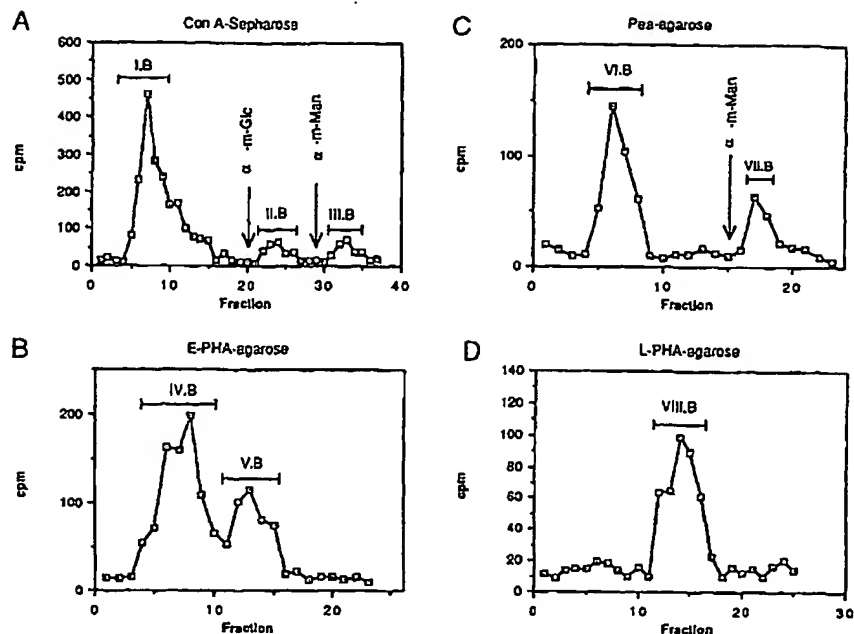 A
Con A-Sepharose
600
500
400
300
200
100
0
cpm
I.B
α -m-Glc
II.B
α -m-Man
III.B
0 10 20 30 40
Fraction
C
Pea-agarose
200
100
0
cpm
VI.B
α -m-Man
VII.B
0 10 20
Fraction
B
E-PHA-agarose
200
100
0
cpm
IV.B
V.B
0 10 20
Fraction
D
L-PHA-agarose
140
120
100
80
60
40
20
0
cpm
VIII.B
0 10 20 30
Fraction